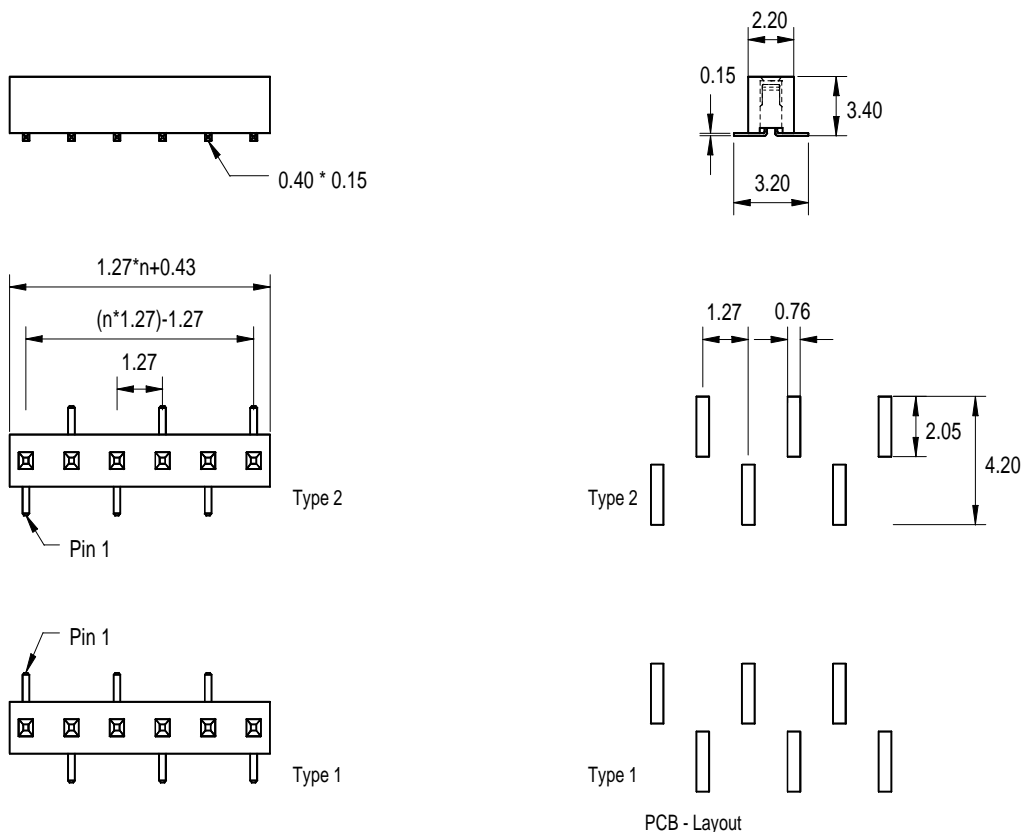 2.20
0.15
3.40
0.40 * 0.15
3.20
1.27*n+0.43
(n*1.27)-1.27
1.27
1.27
0.76
2.05
4.20
Type 2
Type 2
Pin 1
Pin 1
Type 1
Type 1
PCB - Layout